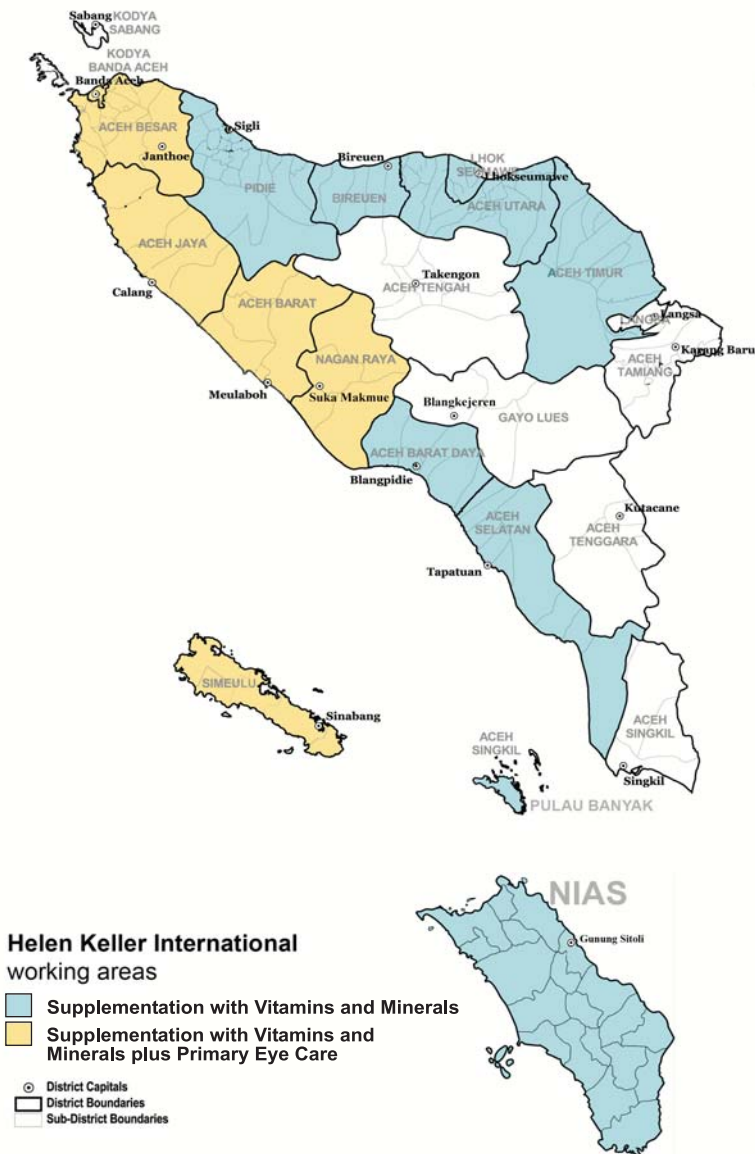 Sabang
KODYA
SABANG
KODYA
BANDA ACEH
Banda Aceh
ACEH BESAR
Janthoe
Sigli
PIDIE
Bireuen
BIREUEN
LHOK
SEUMAWE
Lhokseumawe
ACEH UTARA
ACEH JAYA
Calang
ACEH BARAT
Takengon
ACEH TENGAH
ACEH TIMUR
LANGSA
Langsa
Karang Baru
ACEH
TAMIANG
NAGAN RAYA
Meulaboh
Suka Makmue
Blangkejeren
GAYO LUES
ACEH BARAT DAYA
Blangpidie
ACEH
SELATAN
Kutacane
ACEH
TENGGARA
Tapatuan
SIMEULU
Sinabang
ACEH
SINGKIL
ACEH
SINGKIL
Singkil
PULAU BANYAK
NIAS
Gunung Sitoli
Helen Keller International
working areas
Supplementation with Vitamins and Minerals
Supplementation with Vitamins and
Minerals plus Primary Eye Care
District Capitals
District Boundaries
Sub-District Boundaries